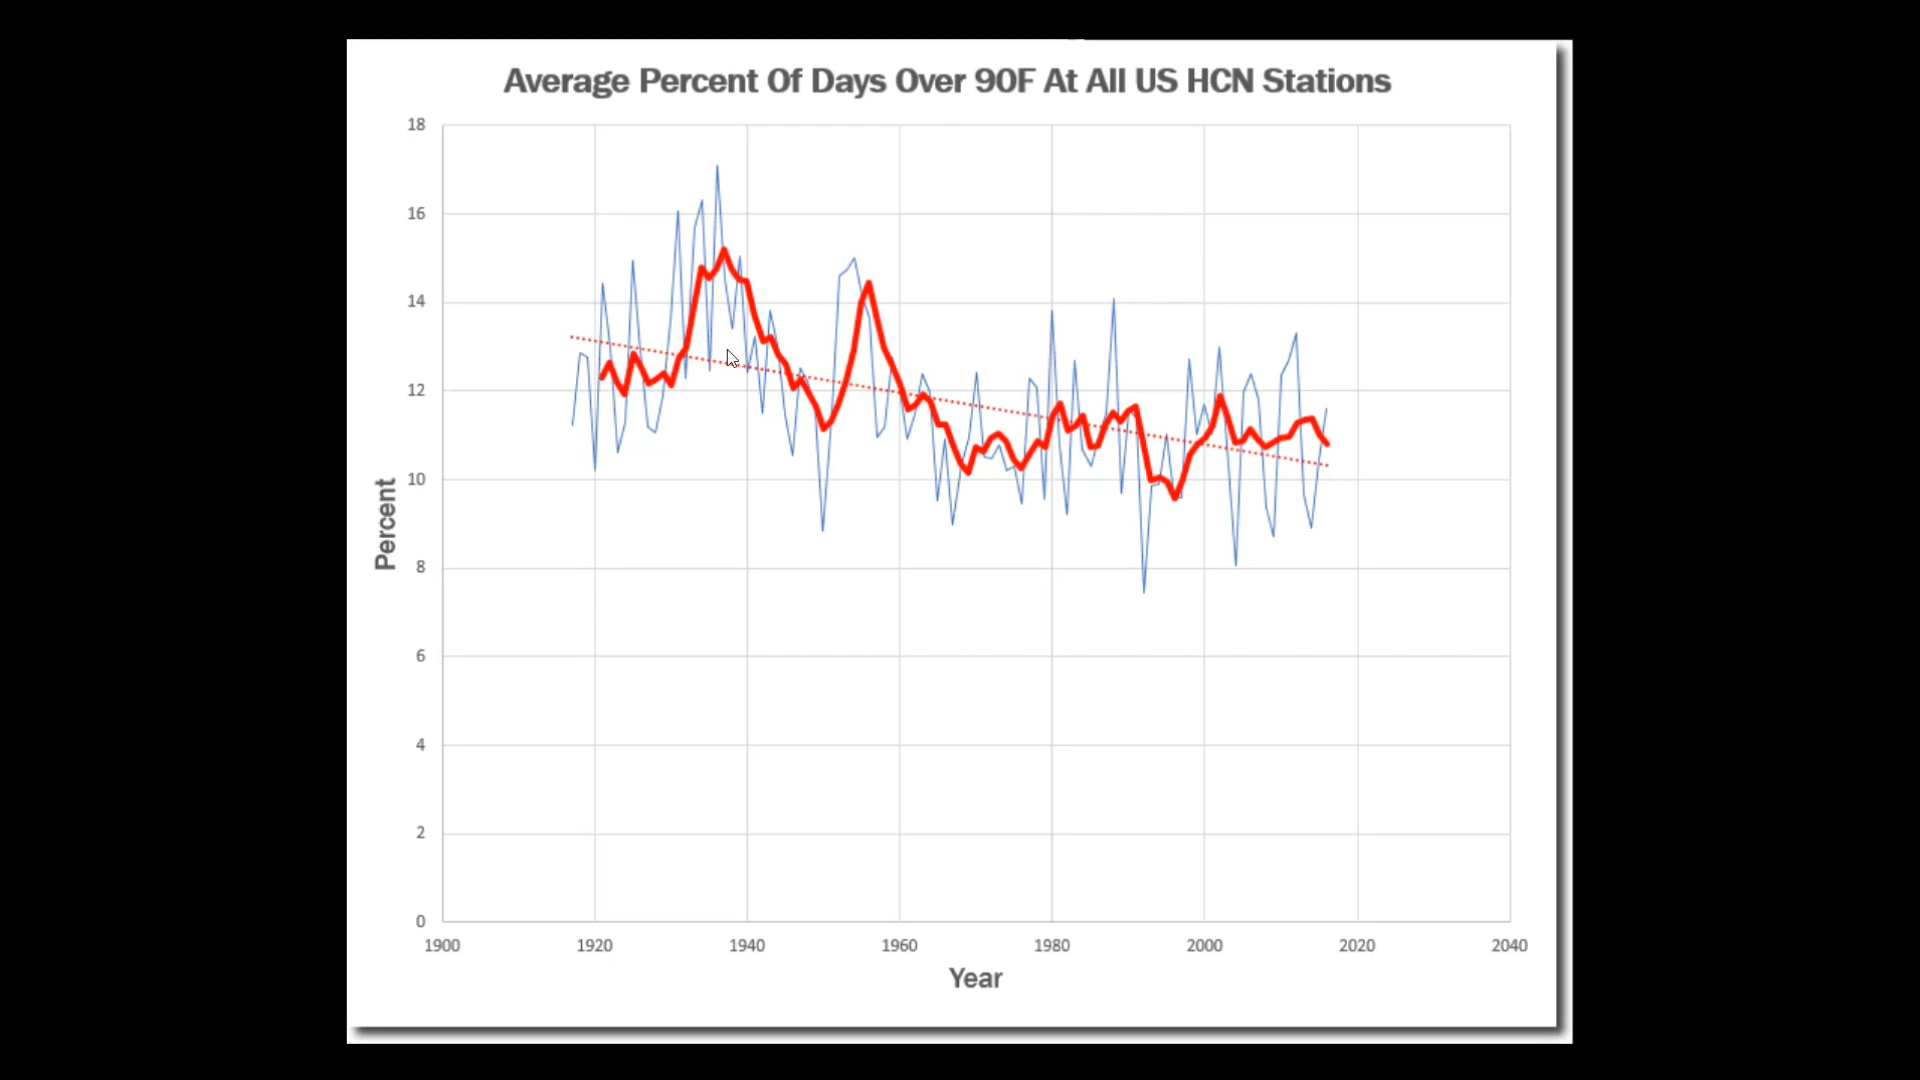 Average Percent Of Days Over 90F At All US HCN Stations
18
16
14
12
10
8
6
4
2
0
Percent
1900 1920 1940 1960 1980 2000 2020 2040
Year